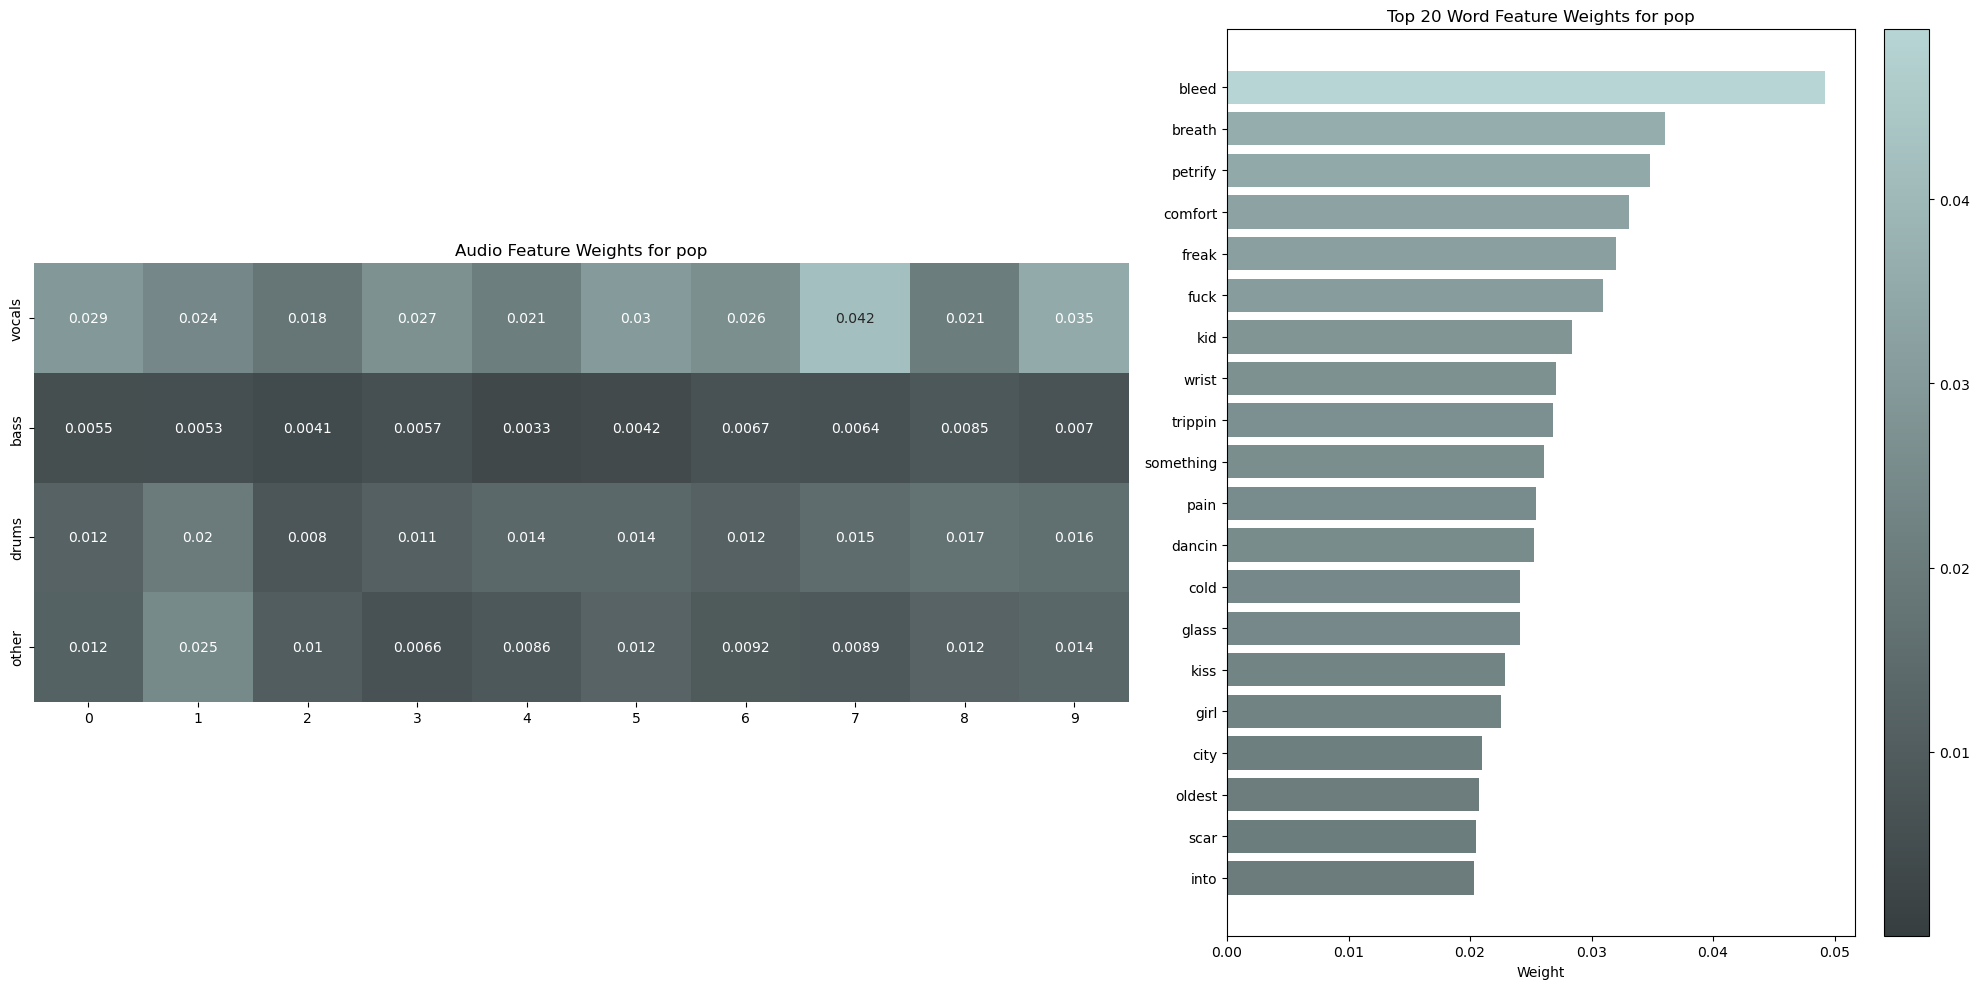 Audio Feature Weights for pop
vocals 0.029 0.024 0.018 0.027 0.021 0.03 0.026 0.042 0.021 0.035
bass 0.0055 0.0053 0.0041 0.0057 0.0033 0.0042 0.0067 0.0064 0.0085 0.007
drums 0.012 0.02 0.008 0.011 0.014 0.014 0.012 0.015 0.017 0.016
other 0.012 0.025 0.01 0.0066 0.0086 0.012 0.0092 0.0089 0.012 0.014
0 1 2 3 4 5 6 7 8 9
Top 20 Word Feature Weights for pop
bleed
breath
petrify
comfort
freak
fuck
kid
wrist
trippin
something
pain
dancin
cold
glass
kiss
girl
city
oldest
scar
into
0.00 0.01 0.02 0.03 0.04 0.05
Weight
0.04
0.03
0.02
0.01